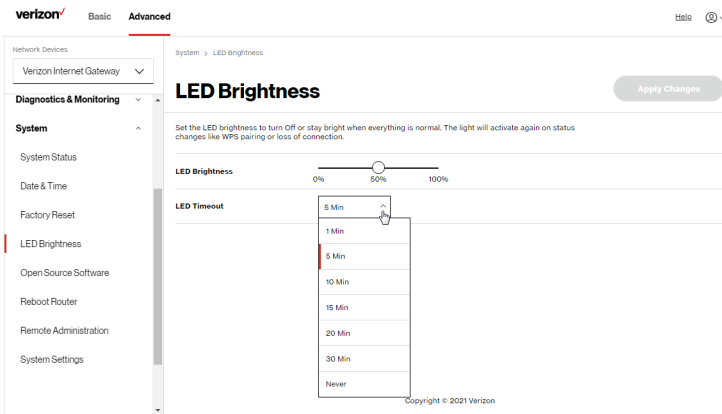 verizon✓
Basic
Advanced
Help
Network Devices
Verizon Internet Gateway
Diagnostics & Monitoring
System
System Status
Date & Time
Factory Reset
LED Brightness
Open Source Software
Reboot Router
Remote Administration
System Settings
System > LED Brightness
LED Brightness
Apply Changes
Set the LED brightness to turn Off or stay bright when everything is normal. The light will activate again on status
changes like WPS pairing or loss of connection.
LED Brightness
0% 50% 100%
LED Timeout
5 Min
1 Min
5 Min
10 Min
15 Min
20 Min
30 Min
Never
Copyright © 2021 Verizon